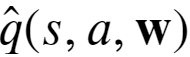 q̂(s, a, 𝐰)